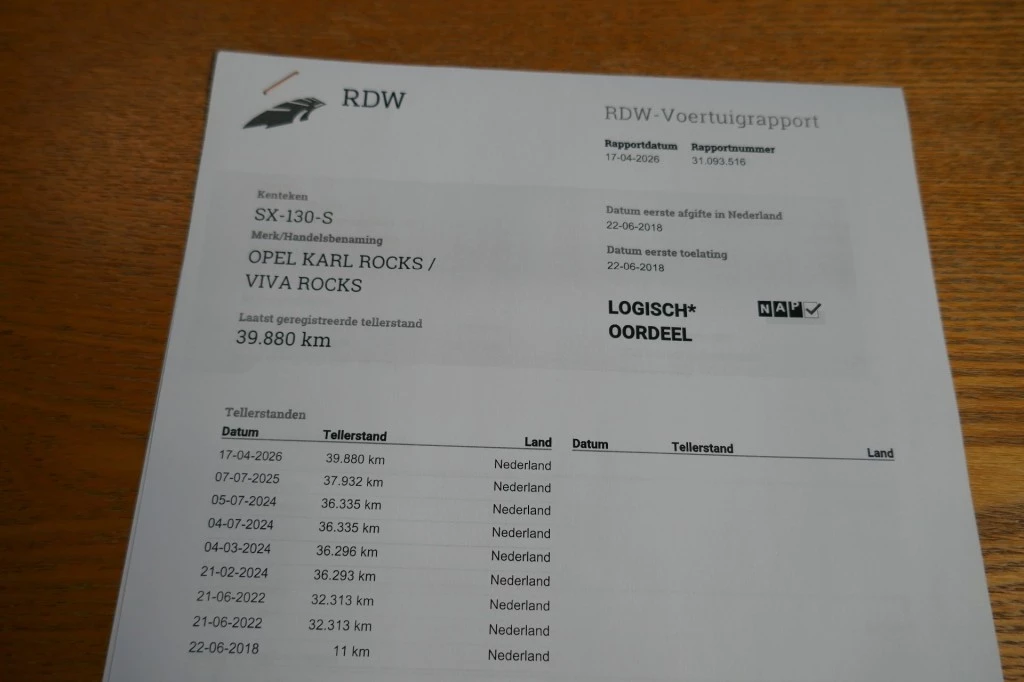 RDW
RDW-Voertuigrapport
Rapportdatum Rapportnummer
17-04-2026 31.093.516
Kenteken
SX-130-S
Merk/Handelsbenaming
OPEL KARL ROCKS /
VIVA ROCKS
Laatst geregistreerde tellerstand
39.880 km
Datum eerste afgifte in Nederland
22-06-2018
Datum eerste toelating
22-06-2018
LOGISCH*
OORDEEL
NAP
Tellerstanden
Datum Tellerstand Land Datum Tellerstand Land
17-04-2026 39.880 km Nederland
07-07-2025 37.932 km Nederland
05-07-2024 36.335 km Nederland
04-07-2024 36.335 km Nederland
04-03-2024 36.296 km Nederland
21-02-2024 36.293 km Nederland
21-06-2022 32.313 km Nederland
21-06-2022 32.313 km Nederland
22-06-2018 11 km Nederland